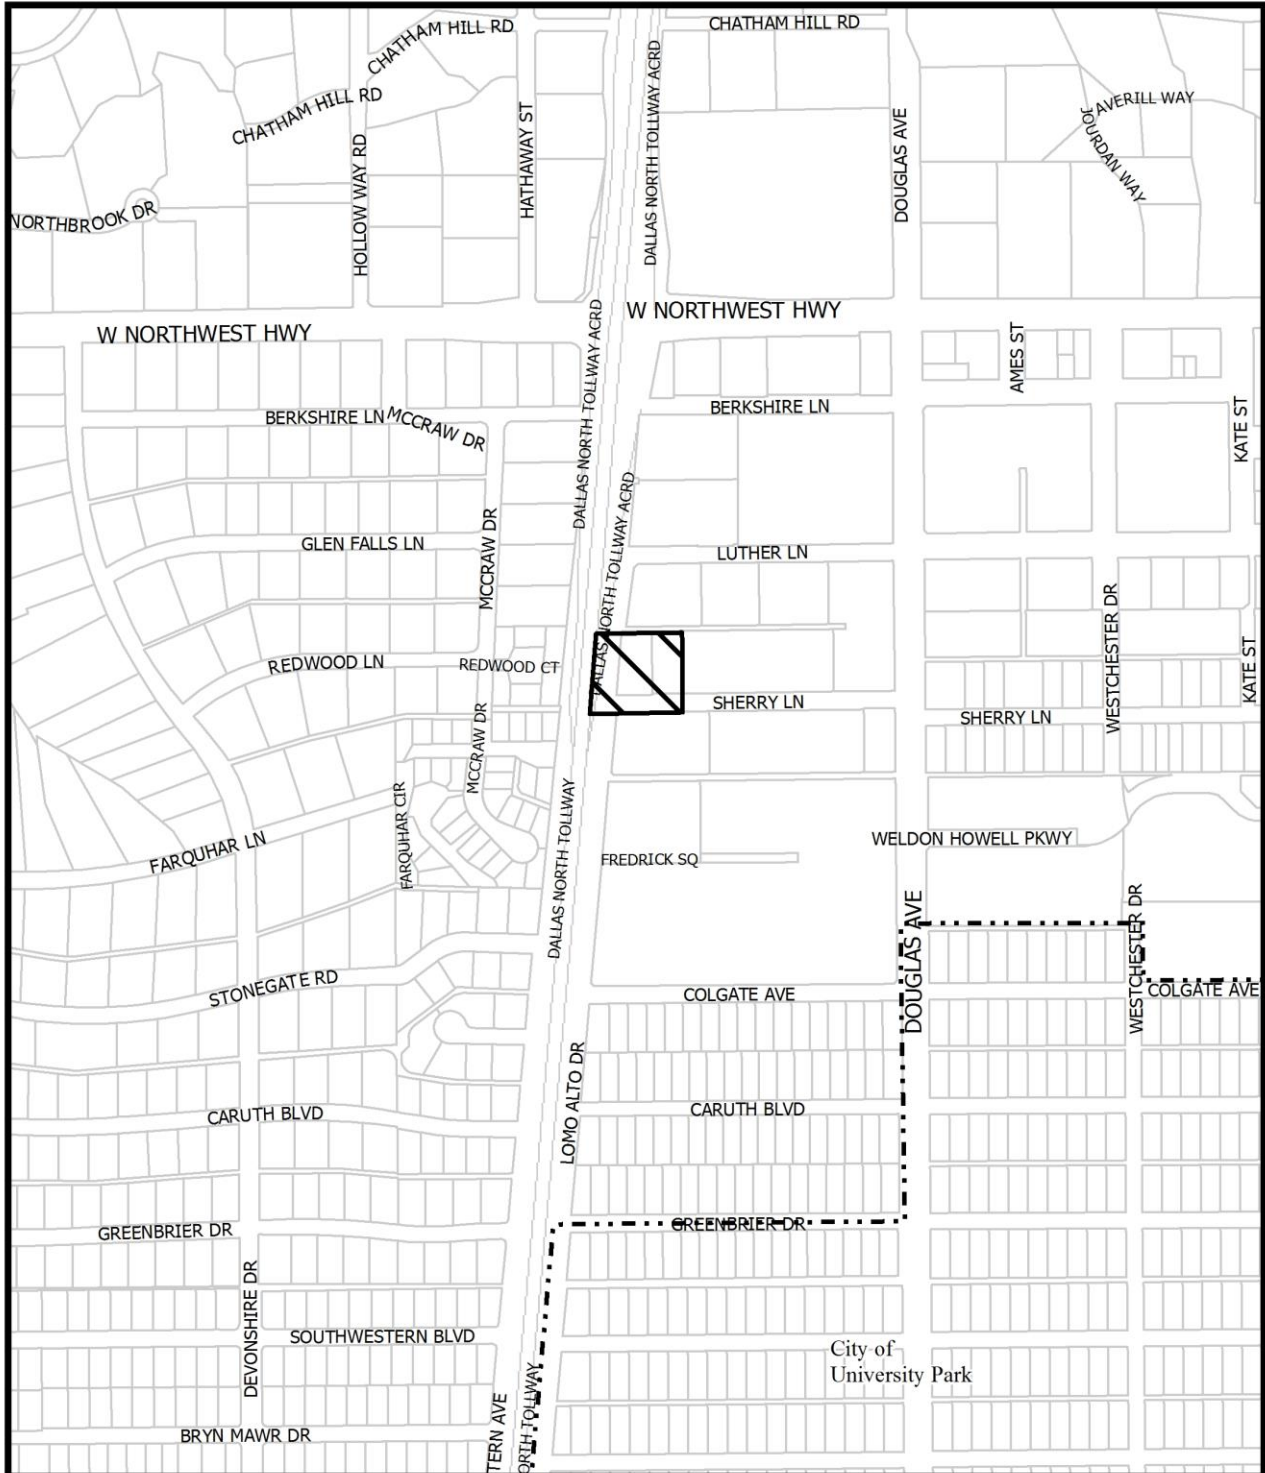 CHATHAM HILL RD
CHATHAM HILL RD
CHATHAM HILL RD
DALLAS NORTH TOLLWAY ACRD
HATHAWAY ST
DOUGLAS AVE
AVERILL WAY
JOURDAN WAY
HOLLOW WAY RD
NORTHBROOK DR
W NORTHWEST HWY
W NORTHWEST HWY
DALLAS NORTH TOLLWAY ACRD
AMES ST
BERKSHIRE LN
MCCRAW DR
BERKSHIRE LN
KATE ST
DALLAS NORTH TOLLWAY ACRD
GLEN FALLS LN
MCCRAW DR
LUTHER LN
WESTCHESTER DR
REDWOOD LN
REDWOOD CT
KATE ST
DALLAS NORTH TOLLWAY ACRD
SHERRY LN
SHERRY LN
MCCRAW DR
FARQUHAR CIR
FARQUHAR LN
DALLAS NORTH TOLLWAY
WELDON HOWELL PKWY
FREDRICK SQ
DOUGLAS AVE
WESTCHESTER DR
STONEGATE RD
COLGATE AVE
COLGATE AVE
LOMO ALTO DR
CARUTH BLVD
CARUTH BLVD
GREENBRIER DR
GREENBRIER DR
DEVONSHIRE DR
SOUTHWESTERN BLVD
City of
University Park
BRYN MAWR DR
TERN AVE
ORTH TOLLWAY